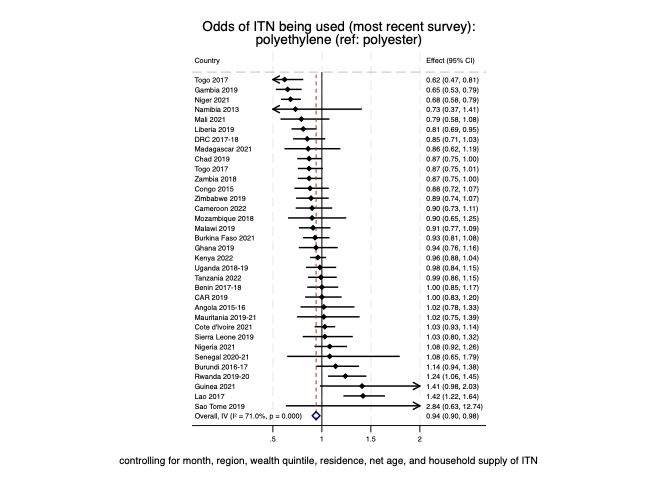 Odds of ITN being used (most recent survey):
polyethylene (ref: polyester)
Country Effect (95% CI)
Togo 2017 0.62 (0.47, 0.81)
Gambia 2019 0.65 (0.53, 0.79)
Niger 2021 0.68 (0.58, 0.79)
Namibia 2013 0.73 (0.37, 1.41)
Mali 2021 0.79 (0.58, 1.08)
Liberia 2019 0.81 (0.69, 0.95)
DRC 2017-18 0.85 (0.71, 1.03)
Madagascar 2021 0.86 (0.62, 1.19)
Chad 2019 0.87 (0.75, 1.00)
Togo 2017 0.87 (0.75, 1.01)
Zambia 2018 0.87 (0.75, 1.00)
Congo 2015 0.88 (0.72, 1.07)
Zimbabwe 2019 0.89 (0.74, 1.07)
Cameroon 2022 0.90 (0.73, 1.11)
Mozambique 2018 0.90 (0.65, 1.25)
Malawi 2019 0.91 (0.77, 1.09)
Burkina Faso 2021 0.93 (0.81, 1.08)
Ghana 2019 0.94 (0.76, 1.16)
Kenya 2022 0.96 (0.88, 1.04)
Uganda 2018-19 0.98 (0.84, 1.15)
Tanzania 2022 0.99 (0.86, 1.15)
Benin 2017-18 1.00 (0.85, 1.17)
CAR 2019 1.00 (0.83, 1.20)
Angola 2015-16 1.02 (0.78, 1.33)
Mauritania 2019-21 1.02 (0.75, 1.39)
Cote d'Ivoire 2021 1.03 (0.93, 1.14)
Sierra Leone 2019 1.03 (0.80, 1.32)
Nigeria 2021 1.08 (0.92, 1.26)
Senegal 2020-21 1.08 (0.65, 1.79)
Burundi 2016-17 1.14 (0.94, 1.38)
Rwanda 2019-20 1.24 (1.06, 1.45)
Guinea 2021 1.41 (0.98, 2.03)
Lao 2017 1.42 (1.22, 1.64)
Sao Tome 2019 2.84 (0.63, 12.74)
Overall, IV (I² = 71.0%, p = 0.000) 0.94 (0.90, 0.98)
.5 1 1.5 2
controlling for month, region, wealth quintile, residence, net age, and household supply of ITN